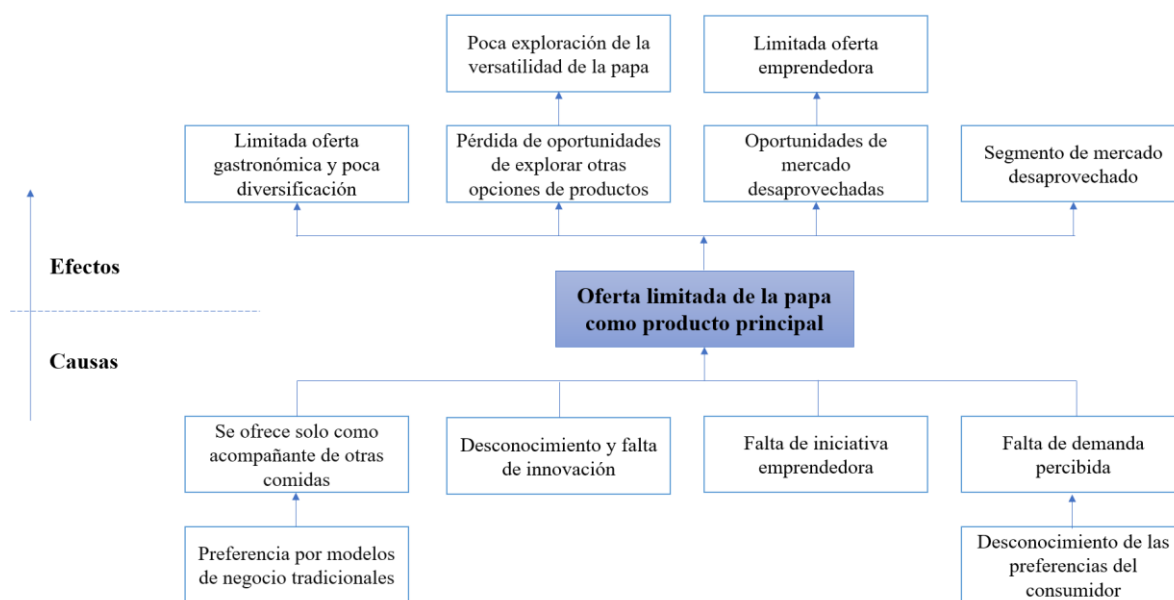 Poca exploración de la
versatilidad de la papa
Limitada oferta
emprendedora
Limitada oferta
gastronómica y poca
diversificación
Pérdida de oportunidades
de explorar otras
opciones de productos
Oportunidades de
mercado
desaprovechadas
Segmento de mercado
desaprovechado
Efectos
Oferta limitada de la papa
como producto principal
Causas
Se ofrece solo como
acompañante de otras
comidas
Desconocimiento y falta
de innovación
Falta de iniciativa
emprendedora
Falta de demanda
percibida
Preferencia por modelos
de negocio tradicionales
Desconocimiento de las
preferencias del
consumidor